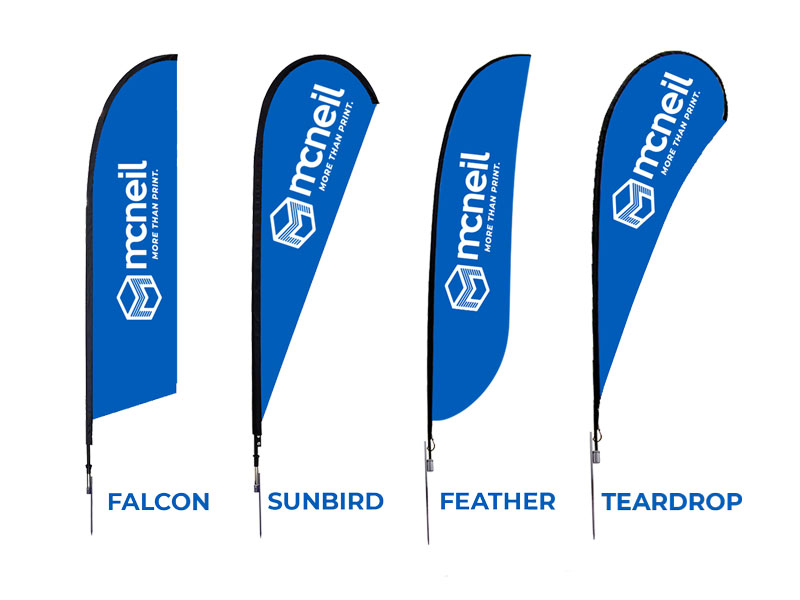 mcneil
MORE THAN PRINT.
mcneil
MORE THAN PRINT.
mcneil
MORE THAN PRINT.
mcneil
MORE THAN PRINT.
FALCON
SUNBIRD
FEATHER
TEARDROP